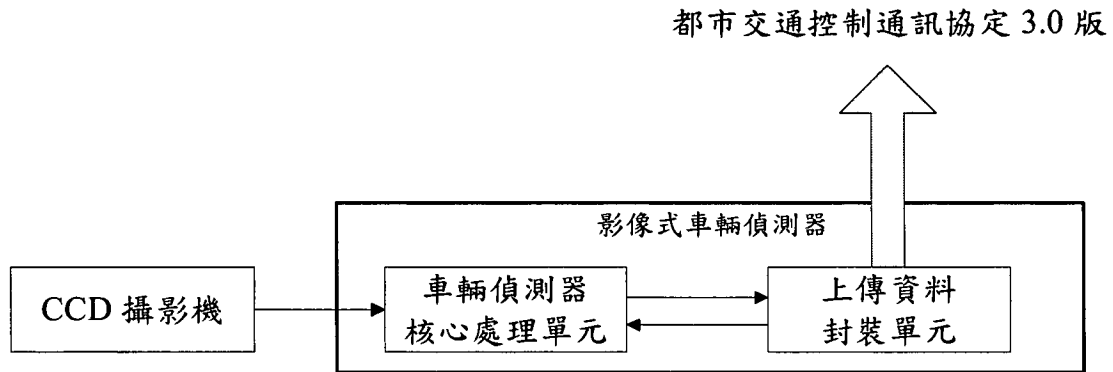 都市交通控制通訊協定 3.0 版
影像式車輛偵測器
CCD 攝影機
車輛偵測器
核心處理單元
上傳資料
封裝單元